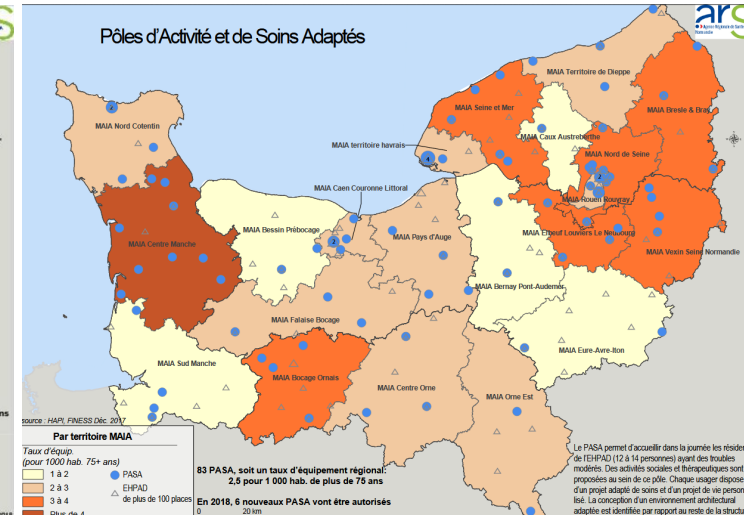 Pôles d'Activité et de Soins Adaptés
ars
MAIA Territoire de Dieppe
MAIA Seine et Mer
MAIA Bresle & Bray
MAIA Nord Cotentin
MAIA Caux Austreberthe
MAIA territoire havrais
MAIA Nord de Seine
4
2
MAIA Caen Couronne Littoral
MAIA Rouen Rouvray
MAIA Bessin Prébocage
MAIA Pays d'Auge
MAIA Elbeuf Louviers Le Neubourg
MAIA Centre Manche
2
MAIA Vexin Seine Normandie
MAIA Bernay Pont-Audemer
MAIA Falaise Bocage
MAIA Eure-Avre-Iton
MAIA Sud Manche
MAIA Bocage Ornais
MAIA Centre Orne
MAIA Orne Est
source : HAPI, FINESS Déc. 2017
Par territoire MAIA
Taux d'équip.
(pour 1000 hab. 75+ ans)
1 à 2
2 à 3
3 à 4
Plus de 4
PASA
EHPAD
de plus de 100 places
83 PASA, soit un taux d'équipement régional:
2,5 pour 1 000 hab. de plus de 75 ans
En 2018, 6 nouveaux PASA vont être autorisés
0 20 km
Le PASA permet d'accueillir dans la journée les résiden
de l'EHPAD (12 à 14 personnes) ayant des troubles
modérés. Des activités sociales et thérapeutiques sont
proposées au sein de ce pôle. Chaque usager dispose
d'un projet adapté de soins et d'un projet de vie person
lisé. La conception d'un environnement architectural
adaptée est identifiée par rapport au reste de la structu